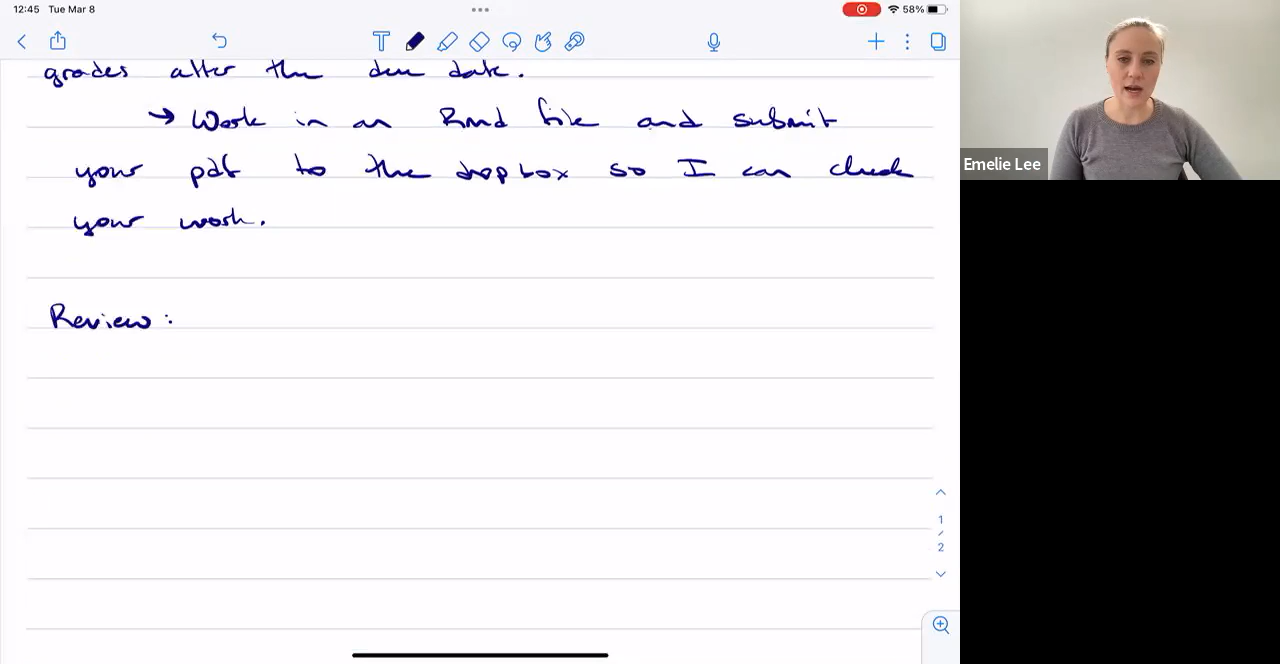 12:45 Tue Mar 8
58%
grades after the due date.
→ Work in an Rmd file and submit
your pdf to the dropbox so I can check
your work.
Review:
1
2
Emelie Lee